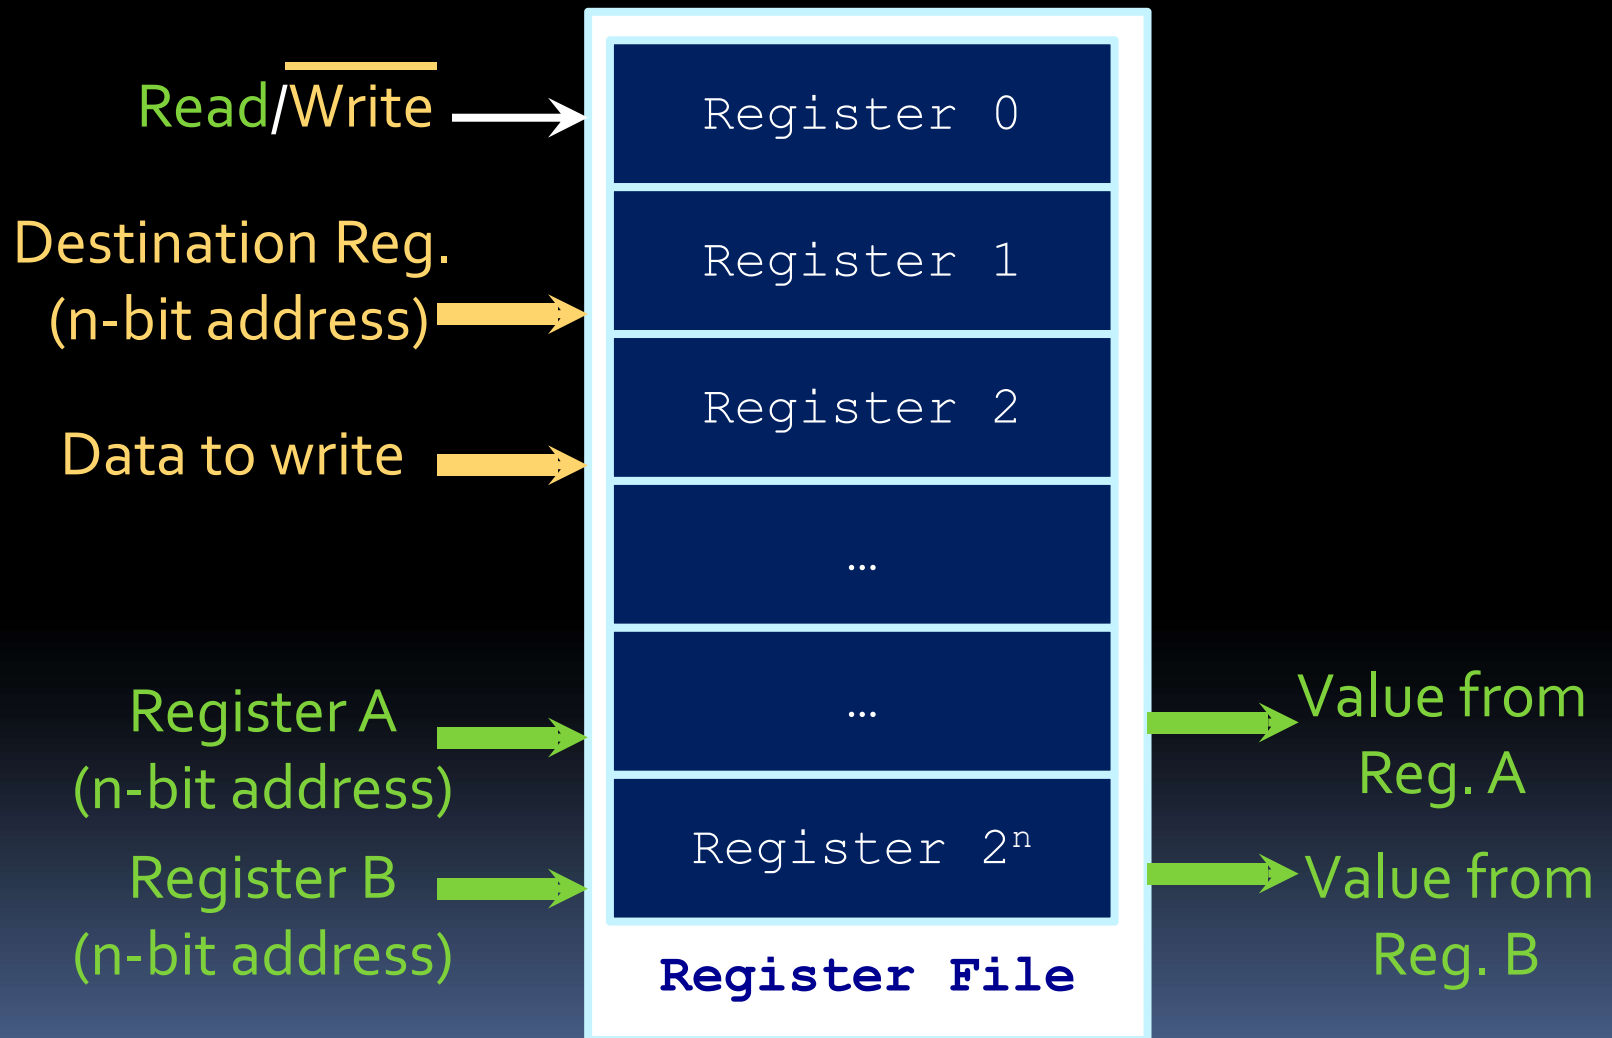 Read/Write
Destination Reg.
(n-bit address)
Data to write
Register A
(n-bit address)
Register B
(n-bit address)
Register 0
Register 1
Register 2
…
…
Register 2ⁿ
Register File
Value from
Reg. A
Value from
Reg. B